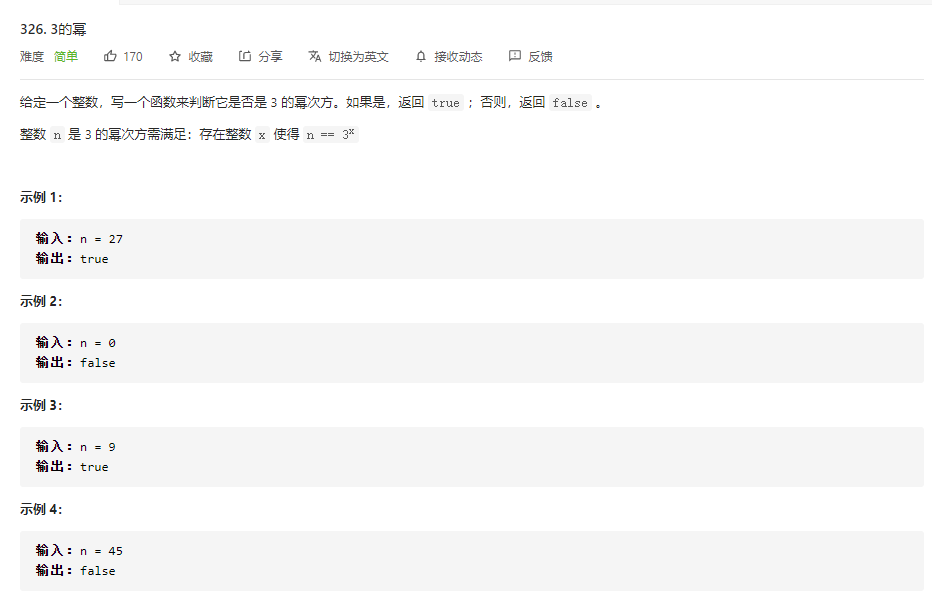 326. 3的幂
难度 简单 170 收藏 分享 切换为英文 接收动态 反馈
给定一个整数，写一个函数来判断它是否是 3 的幂次方。如果是，返回 true ；否则，返回 false 。
整数 n 是 3 的幂次方需满足：存在整数 x 使得 n == 3ˣ
示例 1：
输入：n = 27
输出：true
示例 2：
输入：n = 0
输出：false
示例 3：
输入：n = 9
输出：true
示例 4：
输入：n = 45
输出：false